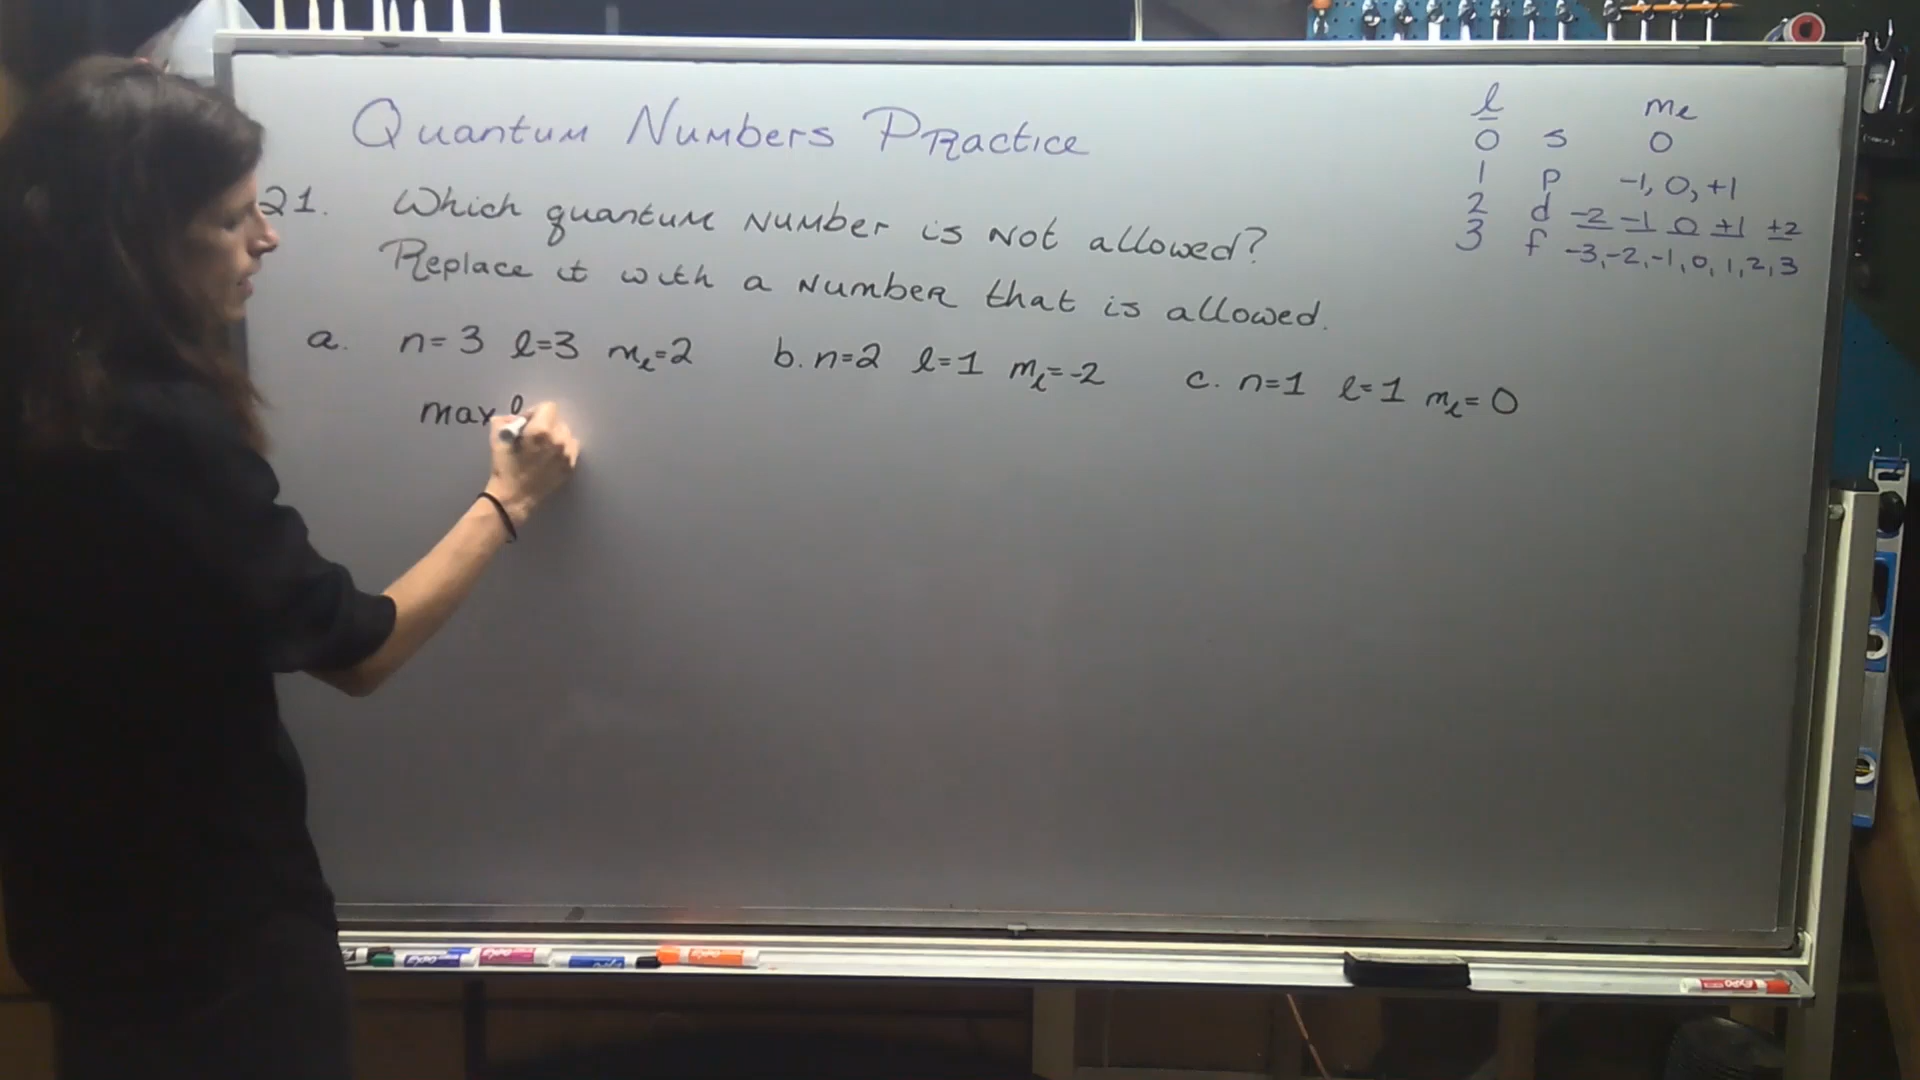 Quantum Numbers Practice
21. Which quantum number is not allowed?
Replace it with a number that is allowed.
a. n=3 l=3 ml=2 b. n=2 l=1 ml=-2 c. n=1 l=1 ml=0
max l
l ml
0 s 0
1 p -1, 0, +1
2 d -2 -1 0 +1 +2
3 f -3, -2, -1, 0, 1, 2, 3
EXPO